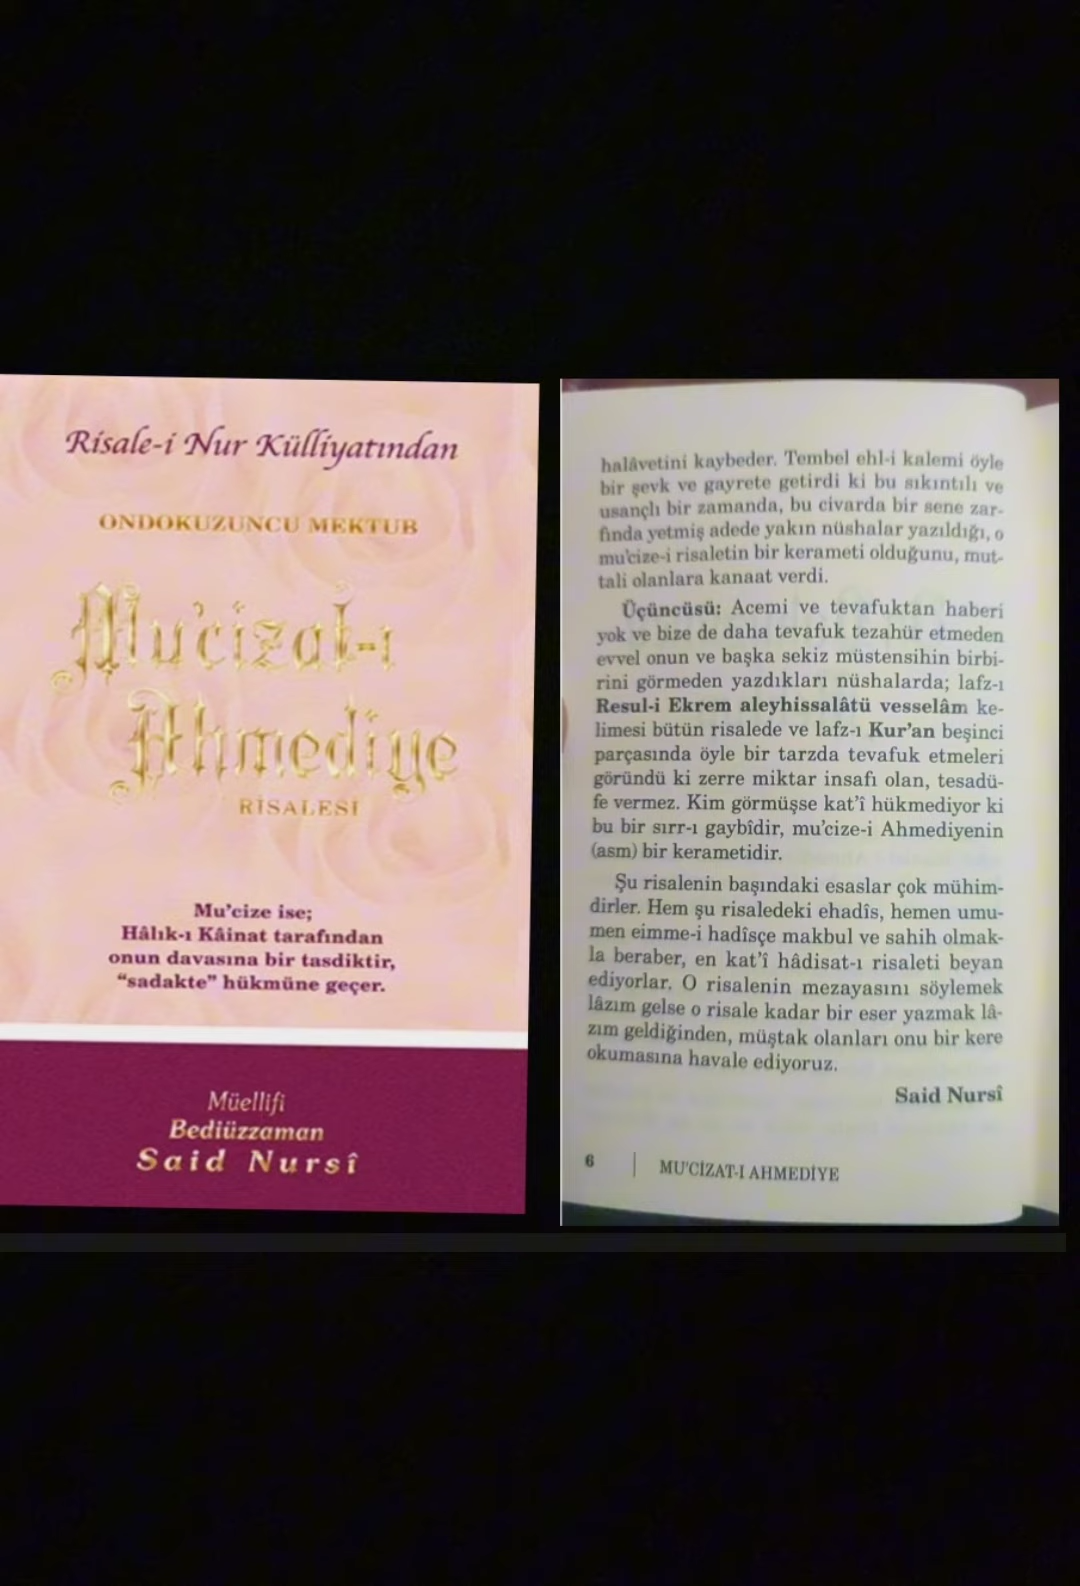 Risale-i Nur Külliyatından
ONDOKUZUNCU MEKTUB
Mu'cizat-ı
Ahmediye
RİSALESİ
Mu'cize ise;
Hâlık-ı Kâinat tarafından
onun davasına bir tasdiktir,
"sadakte" hükmüne geçer.
Müellifi
Bediüzzaman
Said Nursî
halâvetini kaybeder. Tembel ehl-i kalemi öyle
bir şevk ve gayrete getirdi ki bu sıkıntılı ve
usançlı bir zamanda, bu civarda bir sene zar-
fında yetmiş adede yakın nüshalar yazıldığı, o
mu'cize-i risaletin bir kerameti olduğunu, mut-
tali olanlara kanaat verdi.
Üçüncüsü: Acemi ve tevafuktan haberi
yok ve bize de daha tevafuk tezahür etmeden
evvel onun ve başka sekiz müstensihin birbi-
rini görmeden yazdıkları nüshalarda; lafz-ı
Resul-i Ekrem aleyhissalâtü vesselâm ke-
limesi bütün risalede ve lafz-ı Kur'an beşinci
parçasında öyle bir tarzda tevafuk etmeleri
göründü ki zerre miktar insafı olan, tesadü-
fe vermez. Kim görmüşse kat'î hükmediyor ki
bu bir sırr-ı gaybîdir, mu'cize-i Ahmediyenin
(asm) bir kerametidir.
Şu risalenin başındaki esaslar çok mühim-
dirler. Hem şu risaledeki ehadîs, hemen umu-
men eimme-i hadîsçe makbul ve sahih olmak-
la beraber, en kat'î hâdisat-ı risaleti beyan
ediyorlar. O risalenin mezayasını söylemek
lâzım gelse o risale kadar bir eser yazmak lâ-
zım geldiğinden, müştak olanları onu bir kere
okumasına havale ediyoruz.
Said Nursî
6 | MU'CİZAT-I AHMEDİYE